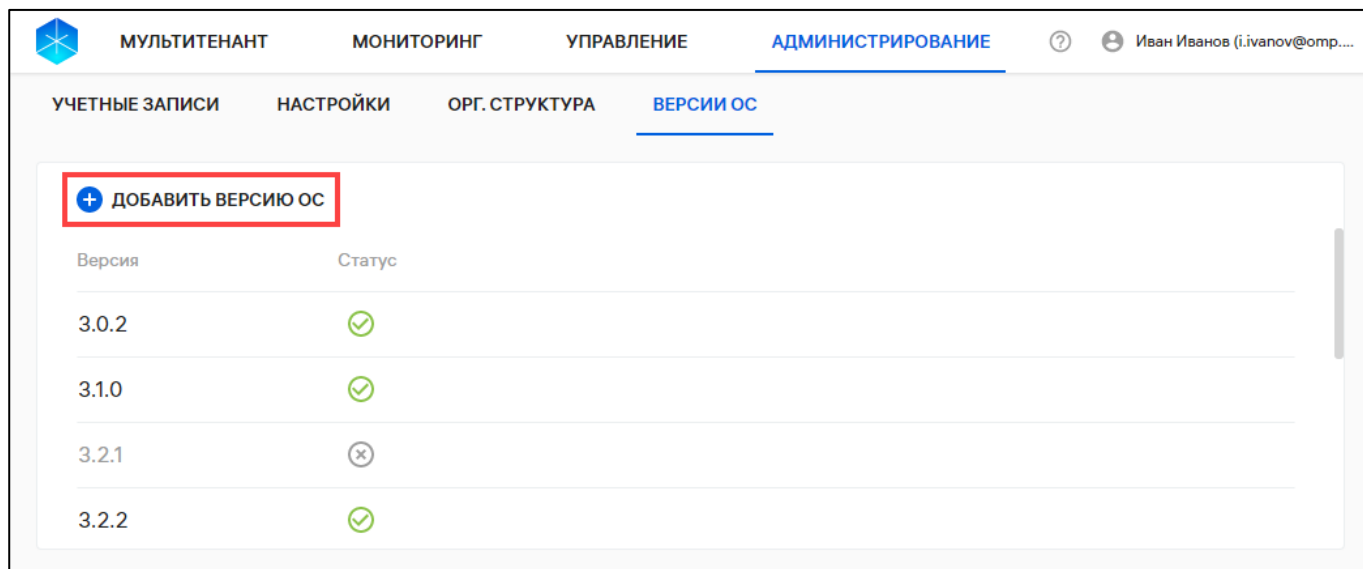 МУЛЬТИТЕНАНТ МОНИТОРИНГ УПРАВЛЕНИЕ АДМИНИСТРИРОВАНИЕ ? Иван Иванов (i.ivanov@omp....
УЧЕТНЫЕ ЗАПИСИ НАСТРОЙКИ ОРГ. СТРУКТУРА ВЕРСИИ ОС
ДОБАВИТЬ ВЕРСИЮ ОС
Версия Статус
3.0.2
3.1.0
3.2.1
3.2.2